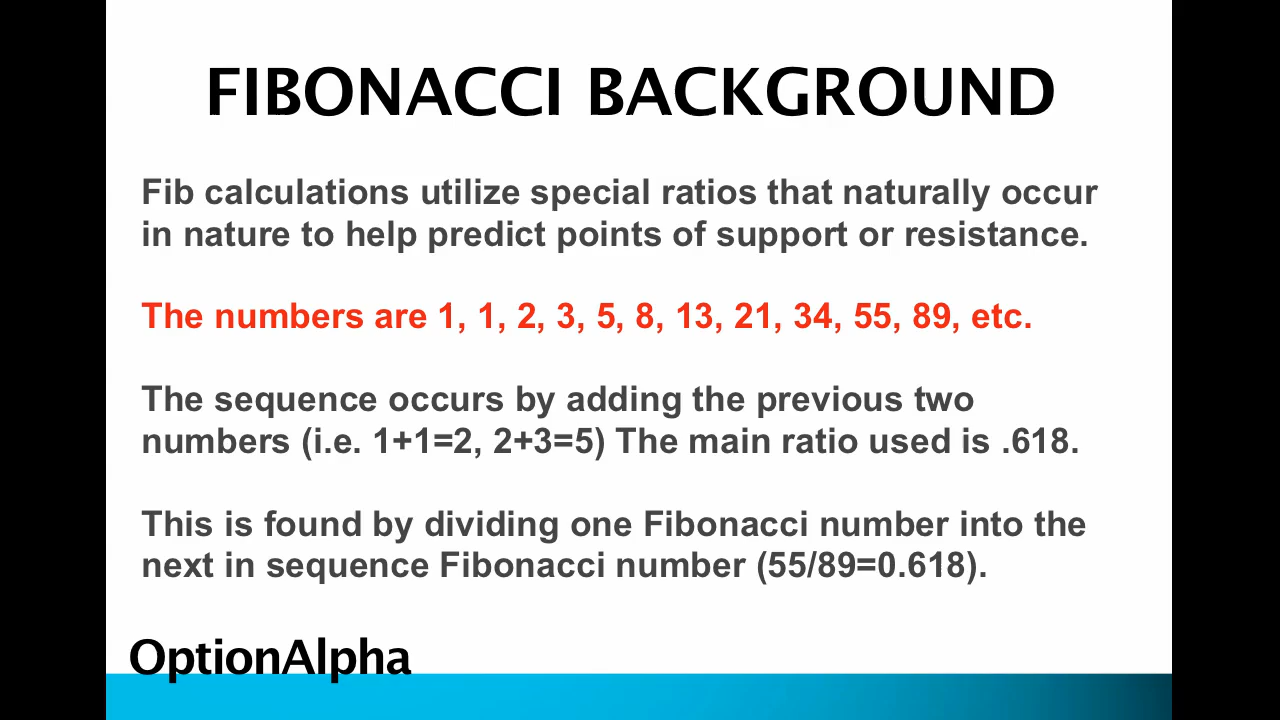 FIBONACCI BACKGROUND
Fib calculations utilize special ratios that naturally occur
in nature to help predict points of support or resistance.
The numbers are 1, 1, 2, 3, 5, 8, 13, 21, 34, 55, 89, etc.
The sequence occurs by adding the previous two
numbers (i.e. 1+1=2, 2+3=5) The main ratio used is .618.
This is found by dividing one Fibonacci number into the
next in sequence Fibonacci number (55/89=0.618).
OptionAlpha